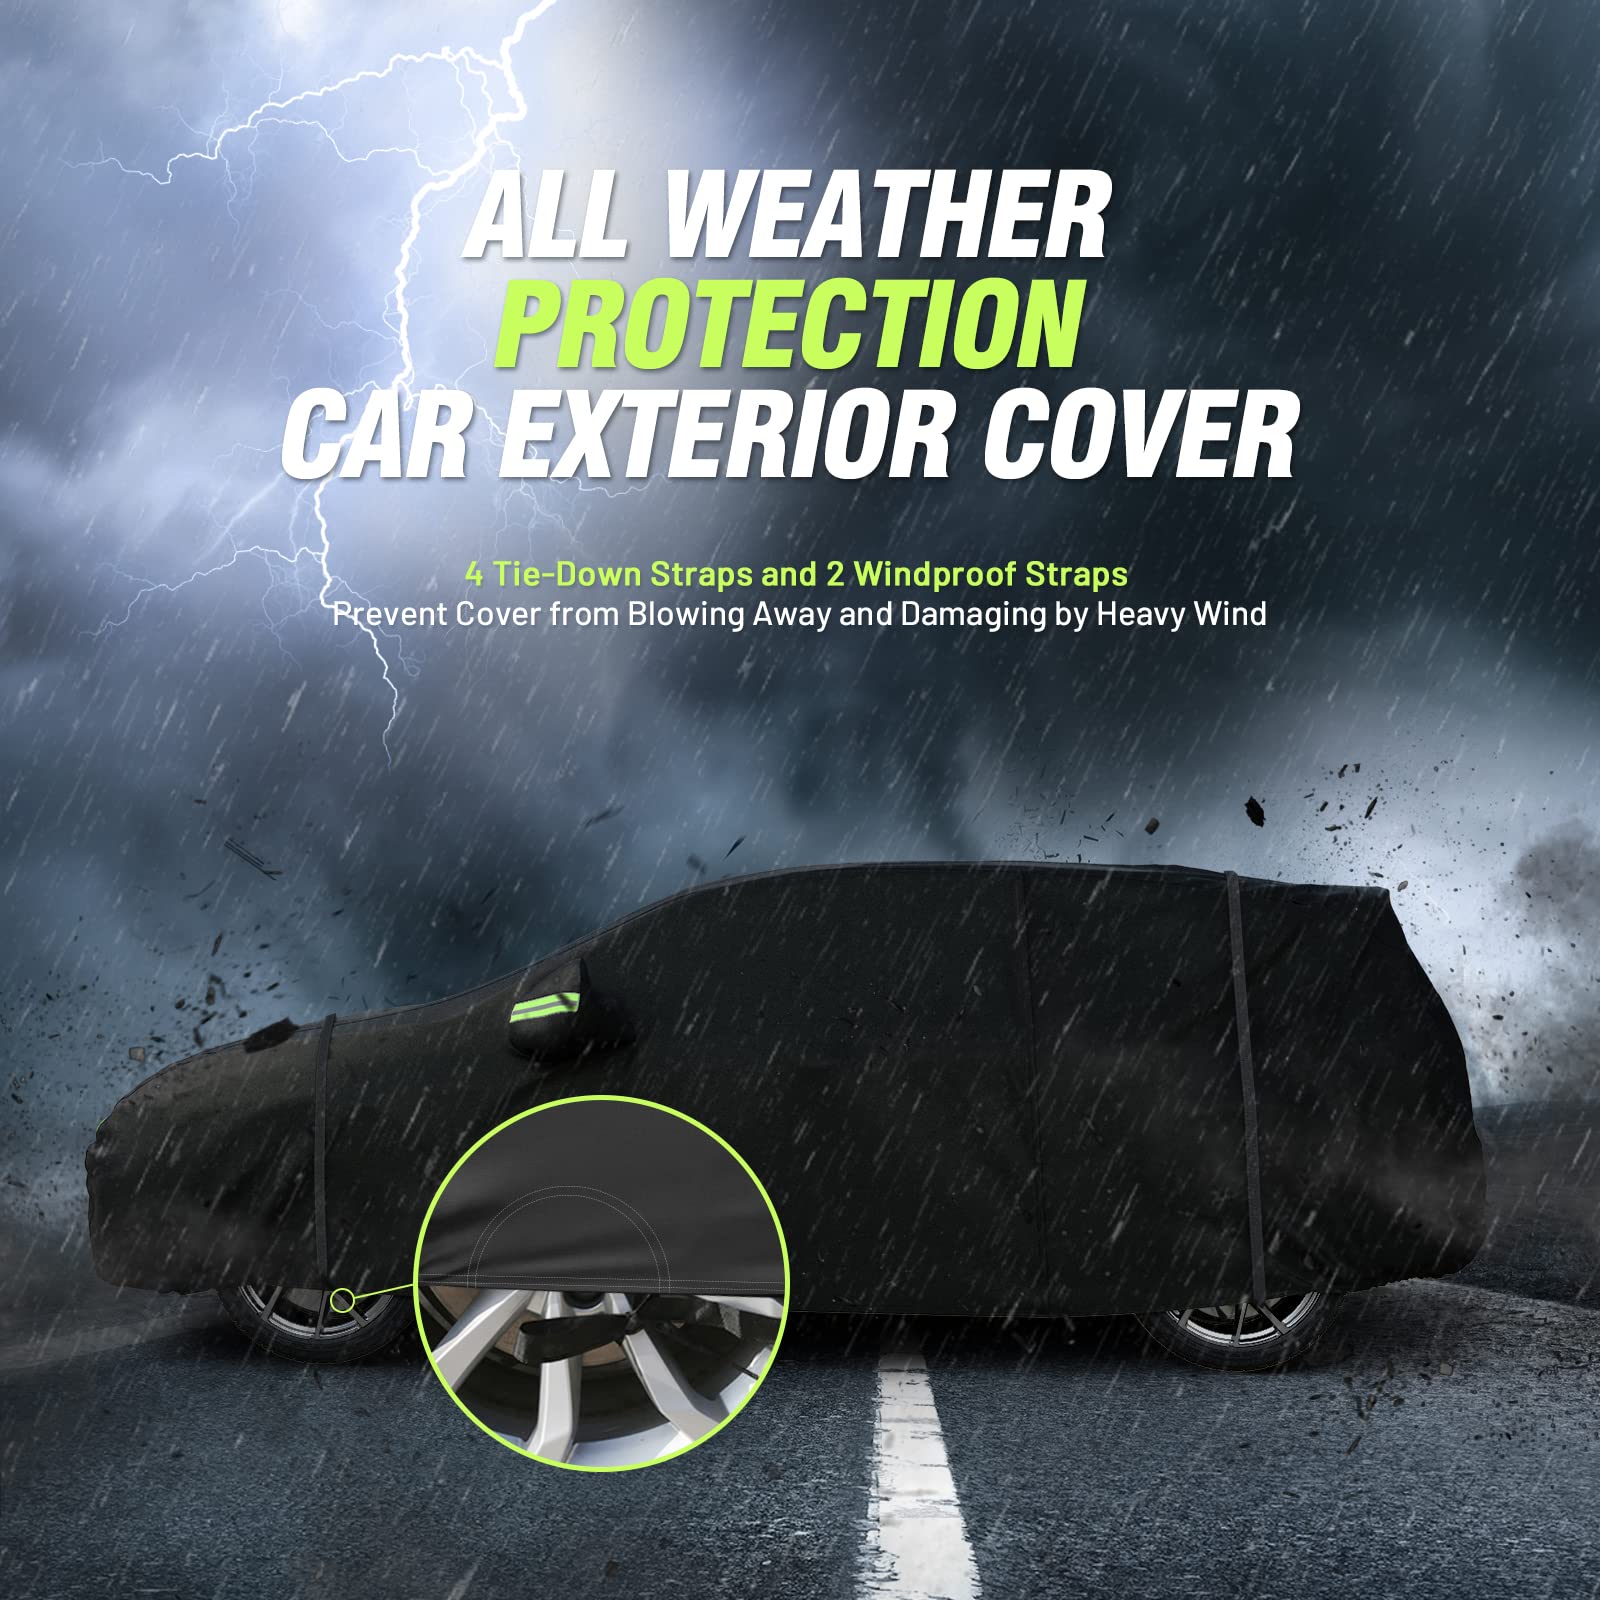 ALL WEATHER
PROTECTION
CAR EXTERIOR COVER
4 Tie-Down Straps and 2 Windproof Straps
Prevent Cover from Blowing Away and Damaging by Heavy Wind